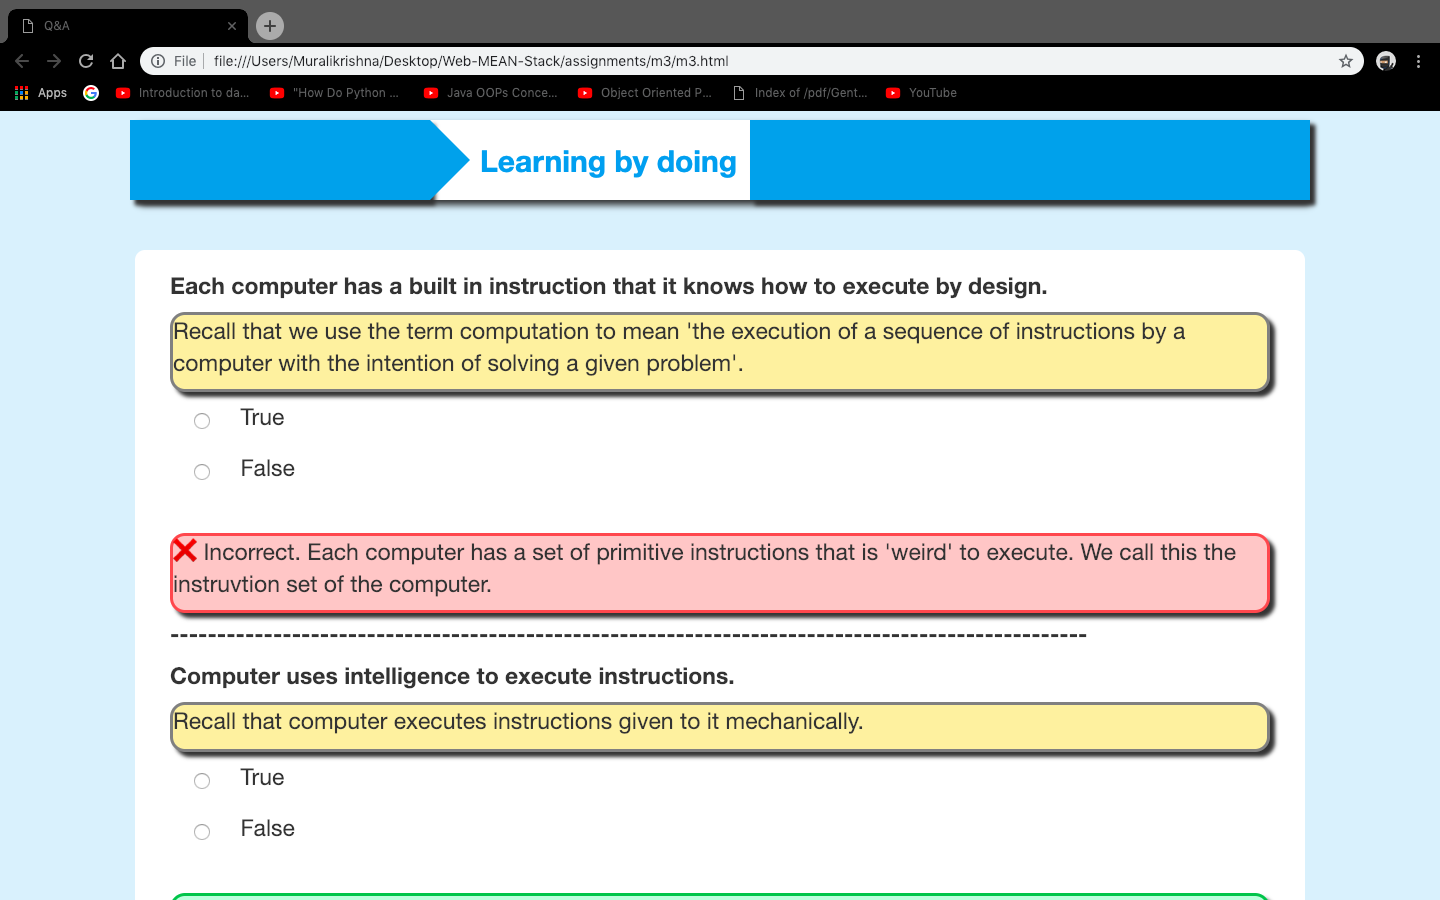 Q&A
File
file:///Users/Muralikrishna/Desktop/Web-MEAN-Stack/assignments/m3/m3.html
Apps
Introduction to da...
"How Do Python ...
Java OOPs Conce...
Object Oriented P...
Index of /pdf/Gent...
YouTube
Learning by doing
Each computer has a built in instruction that it knows how to execute by design.
Recall that we use the term computation to mean 'the execution of a sequence of instructions by a
computer with the intention of solving a given problem'.
True
False
Incorrect. Each computer has a set of primitive instructions that is 'weird' to execute. We call this the
instruvtion set of the computer.
---------------------------------------------------------------------------------------------------
Computer uses intelligence to execute instructions.
Recall that computer executes instructions given to it mechanically.
True
False